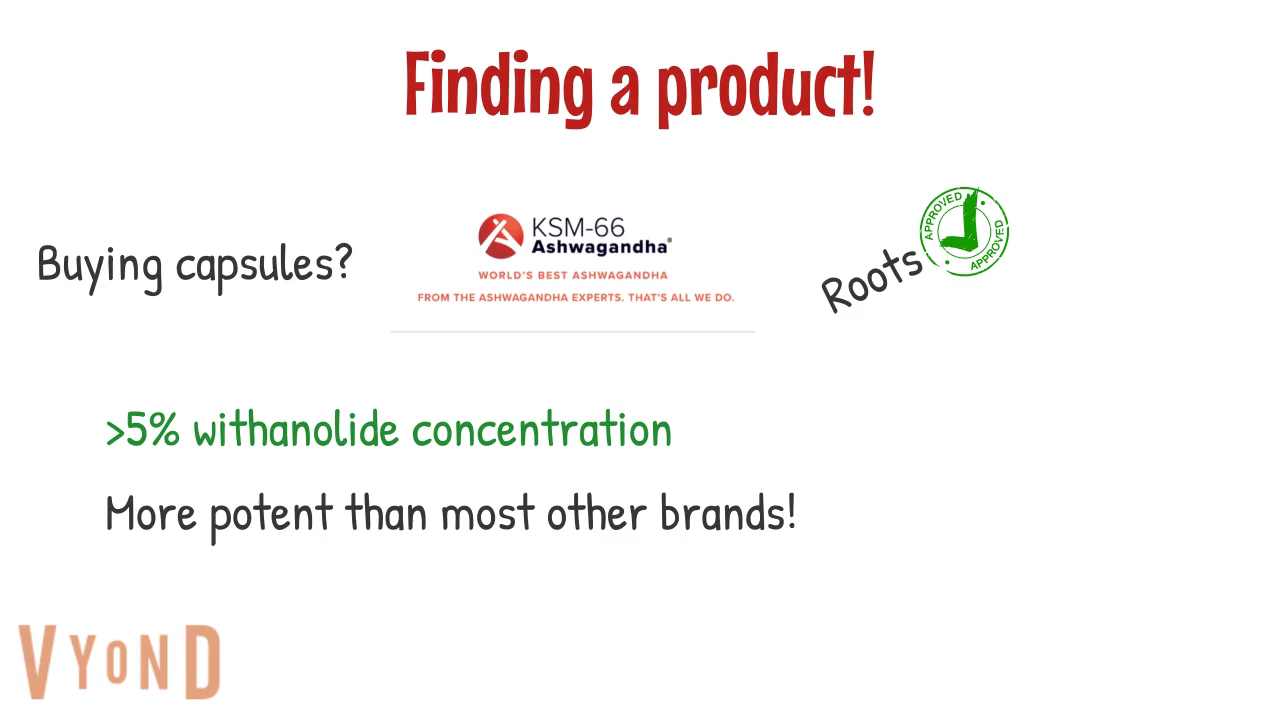 Finding a product!
APPROVED
APPROVED
KSM-66
Ashwagandha®
Buying capsules?
Roots
WORLD'S BEST ASHWAGANDHA
FROM THE ASHWAGANDHA EXPERTS. THAT'S ALL WE DO.
>5% withanolide concentration
More potent than most other brands!
VYOND